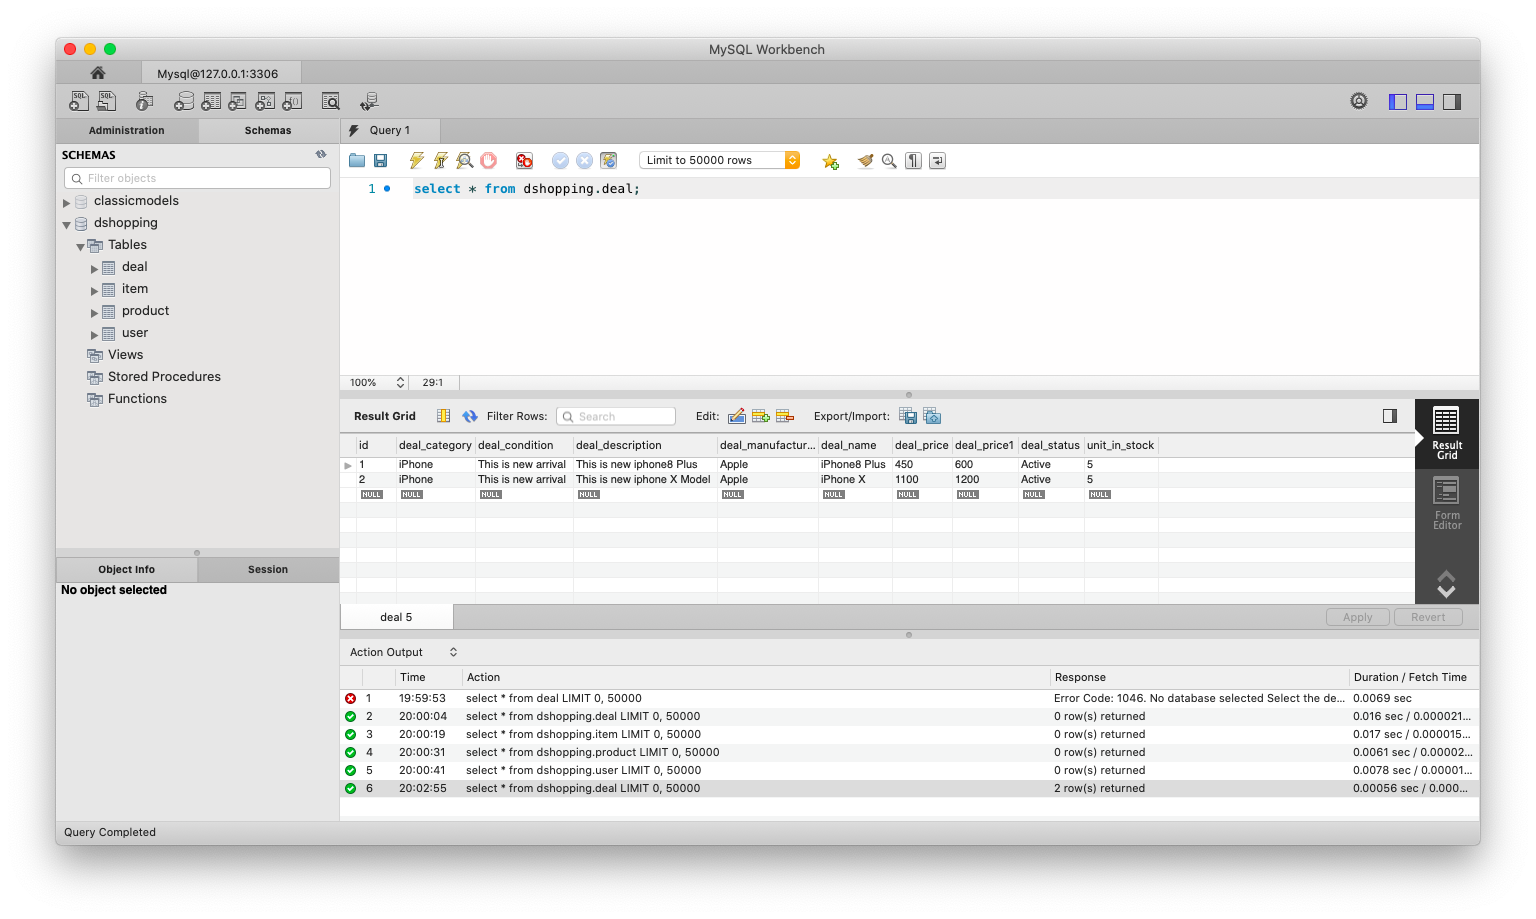 MySQL Workbench
Mysql@127.0.0.1:3306
Administration Schemas
Query 1
SCHEMAS
Filter objects
classicmodels
dshopping
Tables
deal
item
product
user
Views
Stored Procedures
Functions
Object Info Session
No object selected
Limit to 50000 rows
1 select * from dshopping.deal;
100% 29:1
Result Grid Filter Rows: Search Edit: Export/Import:
id deal_category deal_condition deal_description deal_manufactur... deal_name deal_price deal_price1 deal_status unit_in_stock
1 iPhone This is new arrival This is new iphone8 Plus Apple iPhone8 Plus 450 600 Active 5
2 iPhone This is new arrival This is new iphone X Model Apple iPhone X 1100 1200 Active 5
NULL NULL NULL NULL NULL NULL NULL NULL NULL NULL
Result
Grid
Form
Editor
deal 5 Apply Revert
Action Output
Time Action Response Duration / Fetch Time
1 19:59:53 select * from deal LIMIT 0, 50000 Error Code: 1046. No database selected Select the de... 0.0069 sec
2 20:00:04 select * from dshopping.deal LIMIT 0, 50000 0 row(s) returned 0.016 sec / 0.000021...
3 20:00:19 select * from dshopping.item LIMIT 0, 50000 0 row(s) returned 0.017 sec / 0.000015...
4 20:00:31 select * from dshopping.product LIMIT 0, 50000 0 row(s) returned 0.0061 sec / 0.00002...
5 20:00:41 select * from dshopping.user LIMIT 0, 50000 0 row(s) returned 0.0078 sec / 0.00001...
6 20:02:55 select * from dshopping.deal LIMIT 0, 50000 2 row(s) returned 0.00056 sec / 0.000...
Query Completed